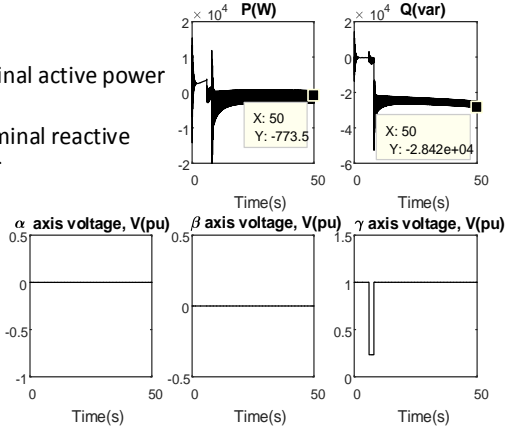 P(W)
Q(var)
× 10⁴
× 10⁴
2
1
0
-1
-2
2
0
-2
-4
-6
inal active power
minal reactive
X: 50
Y: -773.5
X: 50
Y: -2.842e+04
0 50
0 50
Time(s)
Time(s)
α axis voltage, V(pu)
β axis voltage, V(pu)
γ axis voltage, V(pu)
0.5
0
-0.5
-1
0.5
0
-0.5
1.5
1
0.5
0
0 50
0 50
0 50
Time(s)
Time(s)
Time(s)